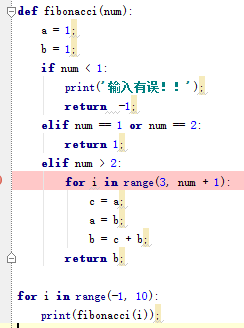 def fibonacci(num):
    a = 1;
    b = 1;
    if num < 1:
        print('输入有误！！');
        return -1;
    elif num == 1 or num == 2:
        return 1;
    elif num > 2:
        for i in range(3, num + 1):
            c = a;
            a = b;
            b = c + b;
        return b;
for i in range(-1, 10):
    print(fibonacci(i));